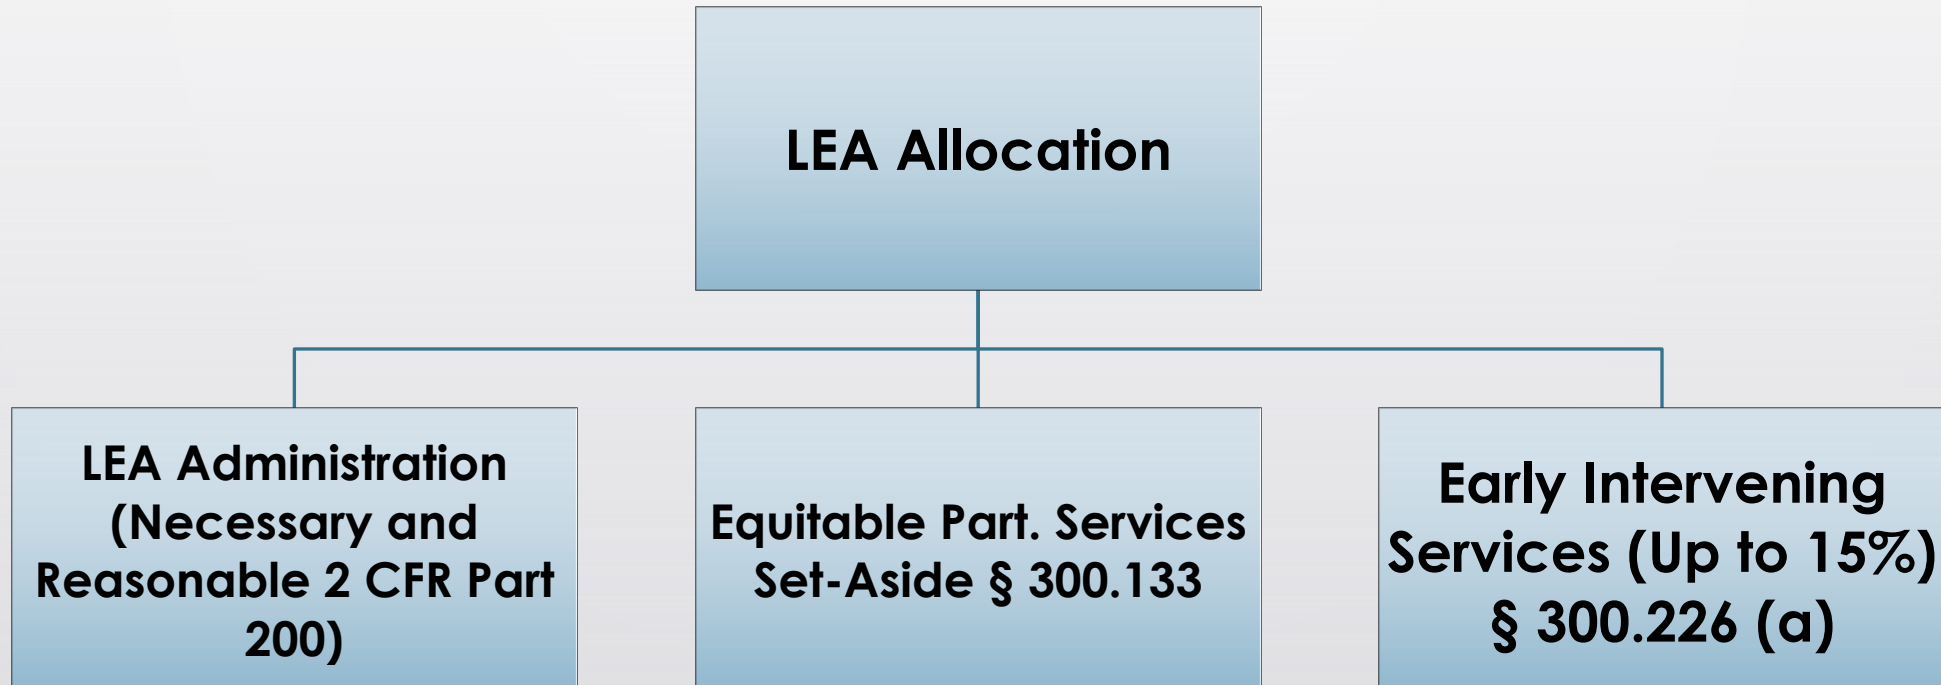 LEA Allocation
LEA Administration
(Necessary and
Reasonable 2 CFR Part
200)
Equitable Part. Services
Set-Aside § 300.133
Early Intervening
Services (Up to 15%)
§ 300.226 (a)